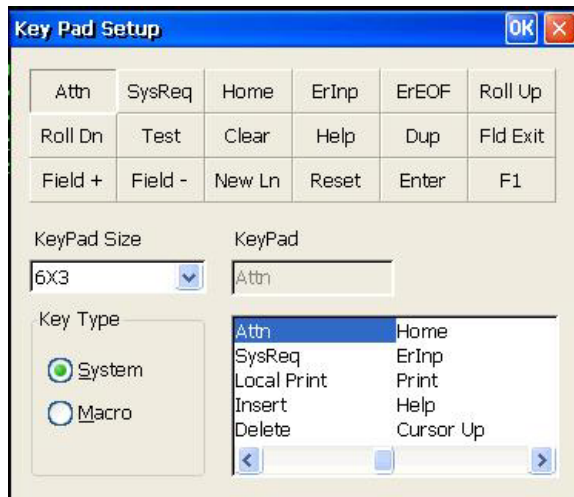 Key Pad Setup OK
Attn SysReq Home ErInp ErEOF Roll Up
Roll Dn Test Clear Help Dup Fld Exit
Field + Field - New Ln Reset Enter F1
KeyPad Size KeyPad
6X3 Attn
Key Type
System
Macro
Attn Home
SysReq ErInp
Local Print Print
Insert Help
Delete Cursor Up